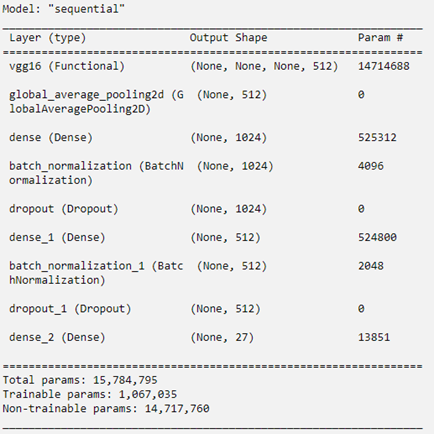 Model: "sequential"
Layer (type) Output Shape Param #
vgg16 (Functional) (None, None, None, 512) 14714688
global_average_pooling2d (G (None, 512) 0
lobalAveragePooling2D)
dense (Dense) (None, 1024) 525312
batch_normalization (BatchN (None, 1024) 4096
ormalization)
dropout (Dropout) (None, 1024) 0
dense_1 (Dense) (None, 512) 524800
batch_normalization_1 (Batc (None, 512) 2048
hNormalization)
dropout_1 (Dropout) (None, 512) 0
dense_2 (Dense) (None, 27) 13851
Total params: 15,784,795
Trainable params: 1,067,035
Non-trainable params: 14,717,760